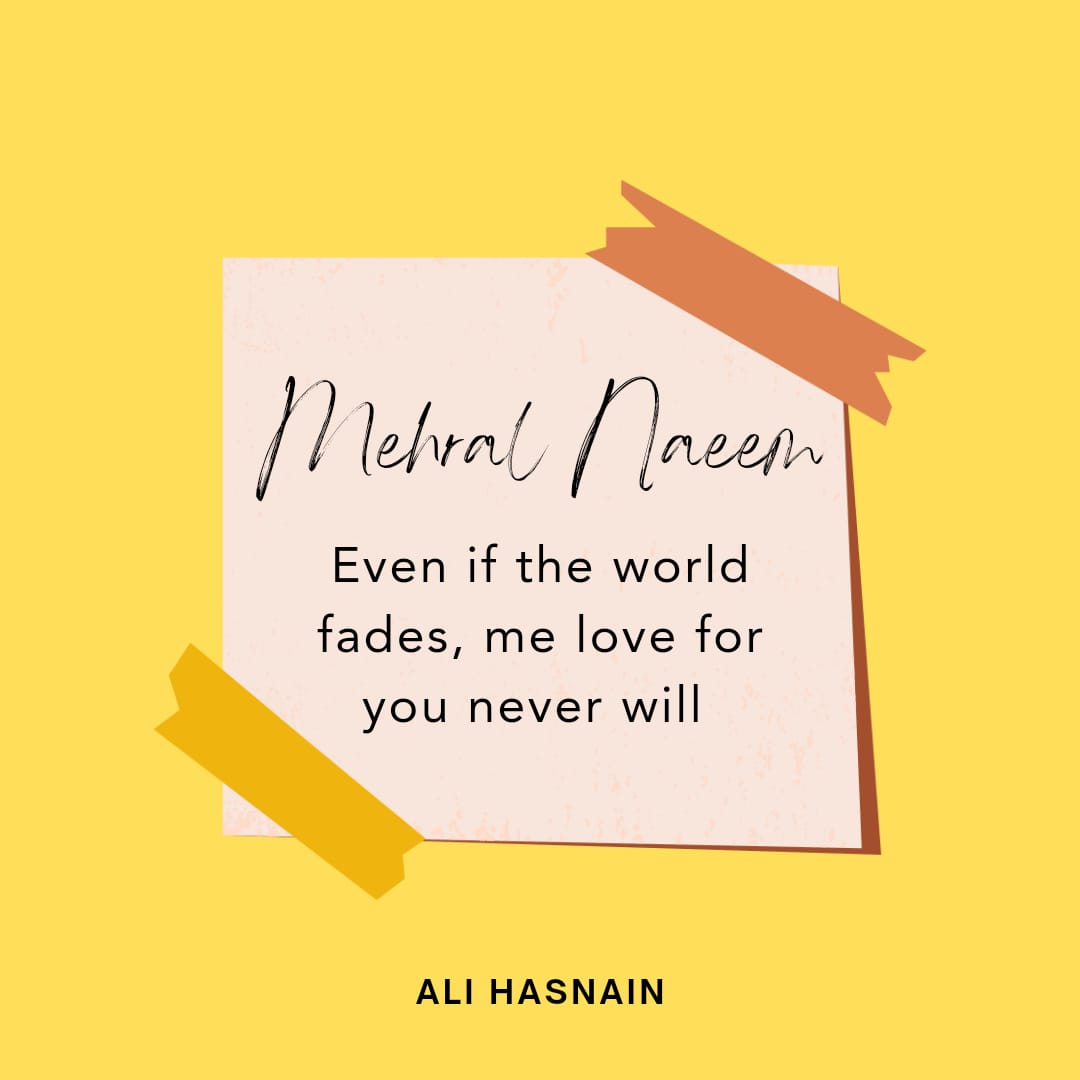 Mehral Naeem
Even if the world
fades, me love for
you never will
ALI HASNAIN